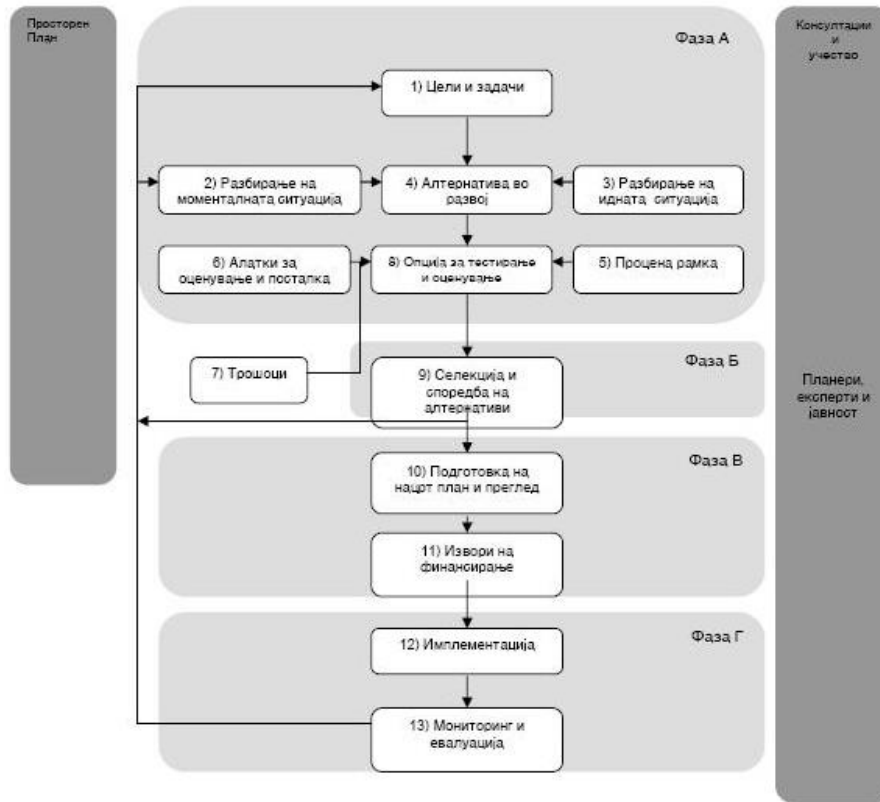 Просторен
План
Фаза А
Консултации
и
учество
1) Цели и задачи
2) Разбирање на
моменталната ситуација
4) Алтернатива во
развој
3) Разбирање на
идната ситуација
6) Алатки за
оценување и постапка
8) Опција за тестирање
и оценување
5) Процена рамка
Фаза Б
7) Трошоци
9) Селекција и
споредба на
алтернативи
Планери,
експерти и
јавност
Фаза В
10) Подготовка на
нацрт план и преглед
11) Извори на
финансирање
Фаза Г
12) Имплементација
13) Мониторинг и
евалуација